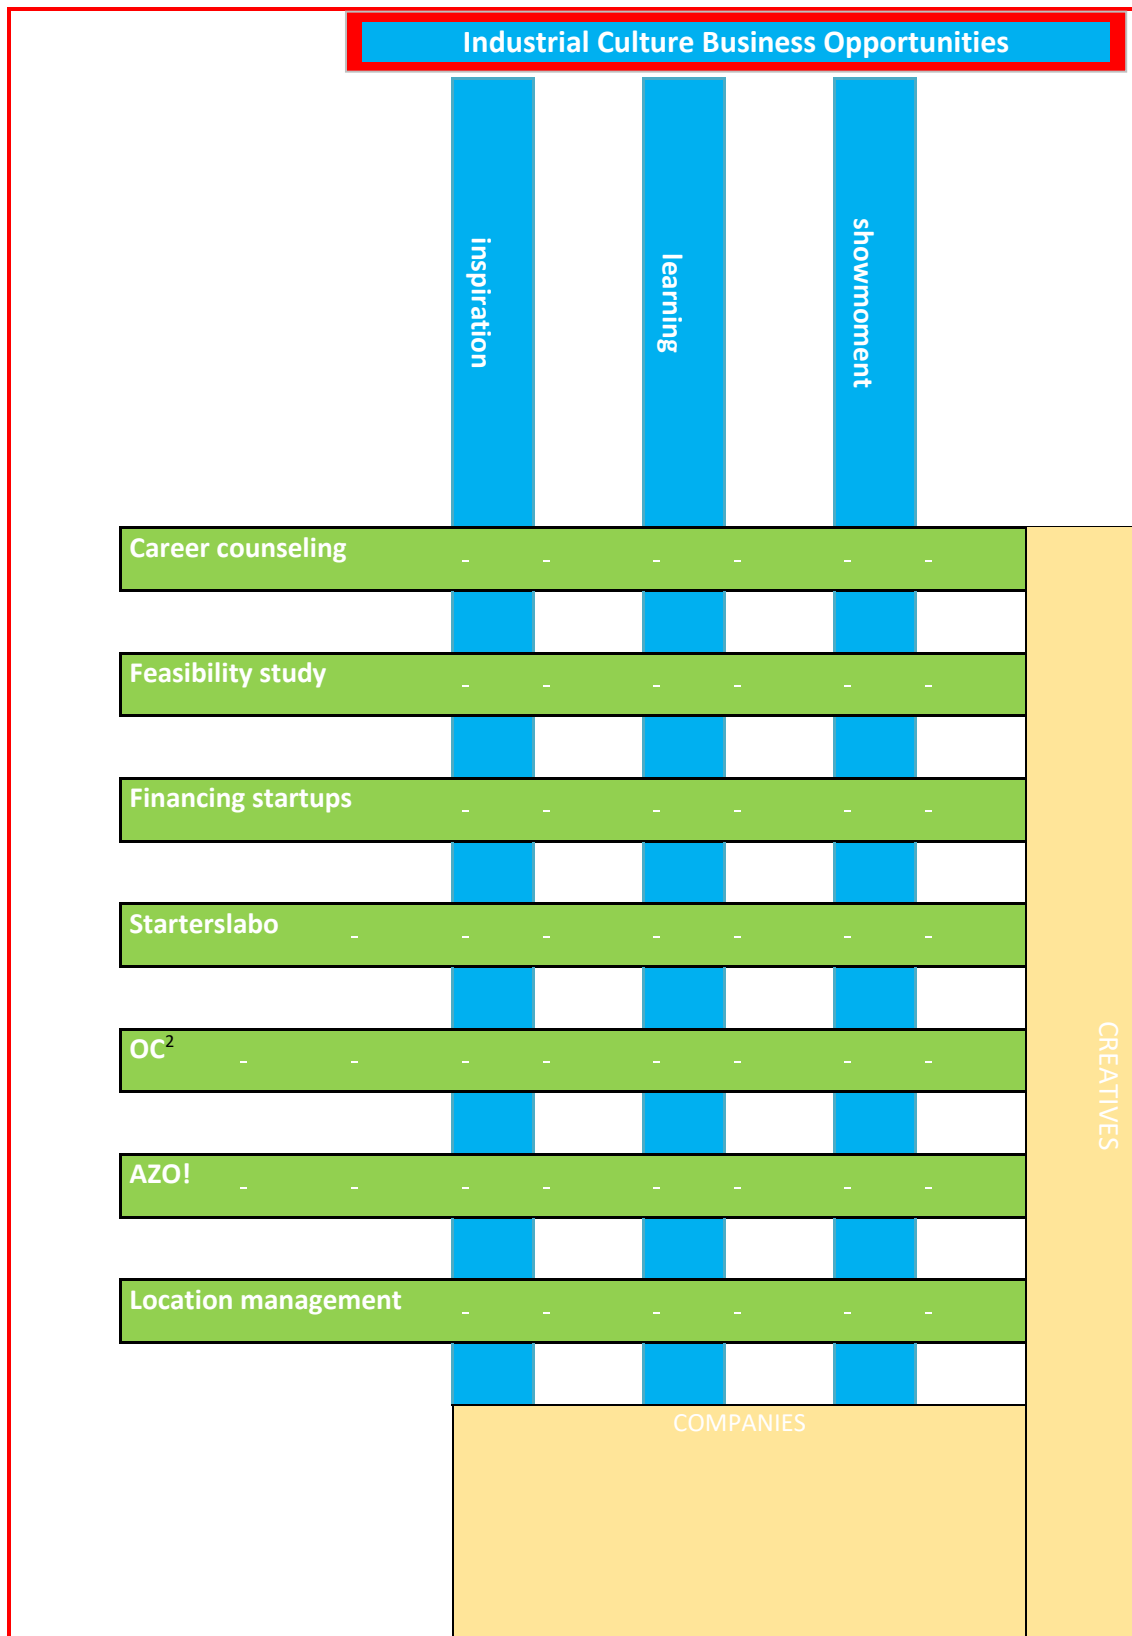 Industrial Culture Business Opportunities
inspiration
learning
showmoment
Career counseling - - - - - -
Feasibility study - - - - - -
Financing startups - - - - - -
Starterslabo - - - - - - -
OC² - - - - - - - -
AZO! - - - - - - - -
Location management - - - - - -
CREATIVES
COMPANIES